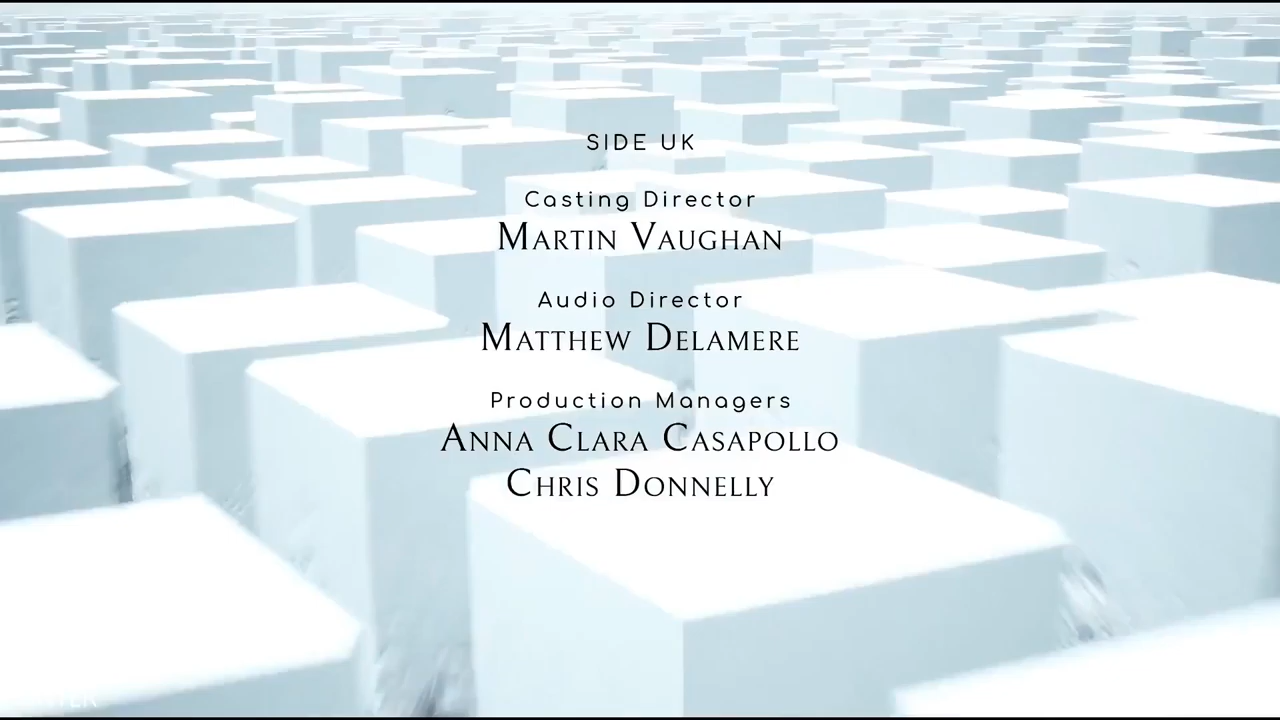 SIDE UK
Casting Director
MARTIN VAUGHAN
Audio Director
MATTHEW DELAMERE
Production Managers
ANNA CLARA CASAPOLLO
CHRIS DONNELLY